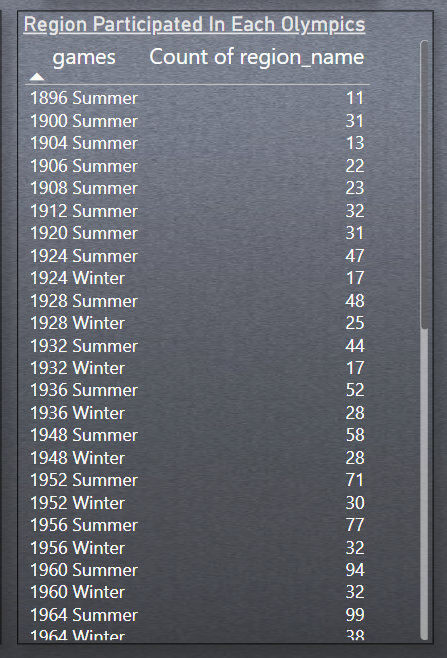 Region Participated In Each Olympics
games Count of region_name
1896 Summer 11
1900 Summer 31
1904 Summer 13
1906 Summer 22
1908 Summer 23
1912 Summer 32
1920 Summer 31
1924 Summer 47
1924 Winter 17
1928 Summer 48
1928 Winter 25
1932 Summer 44
1932 Winter 17
1936 Summer 52
1936 Winter 28
1948 Summer 58
1948 Winter 28
1952 Summer 71
1952 Winter 30
1956 Summer 77
1956 Winter 32
1960 Summer 94
1960 Winter 32
1964 Summer 99
1964 Winter 38